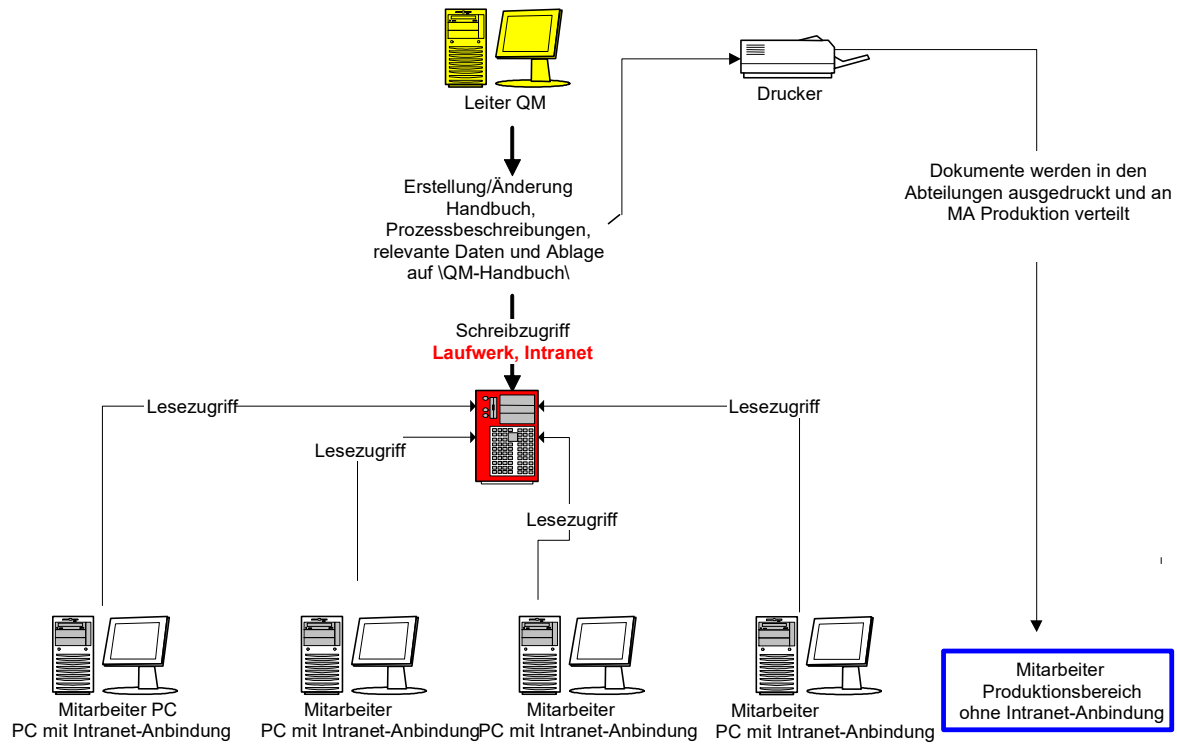 Leiter QM
Drucker
Erstellung/Änderung
Handbuch,
Prozessbeschreibungen,
relevante Daten und Ablage
auf \QM-Handbuch\
Dokumente werden in den
Abteilungen ausgedruckt und an
MA Produktion verteilt
Schreibzugriff
Laufwerk, Intranet
Lesezugriff
Lesezugriff
Lesezugriff
Lesezugriff
Mitarbeiter PC
PC mit Intranet-Anbindung
Mitarbeiter
PC mit Intranet-Anbindung
Mitarbeiter
PC mit Intranet-Anbindung
Mitarbeiter
PC mit Intranet-Anbindung
Mitarbeiter
Produktionsbereich
ohne Intranet-Anbindung